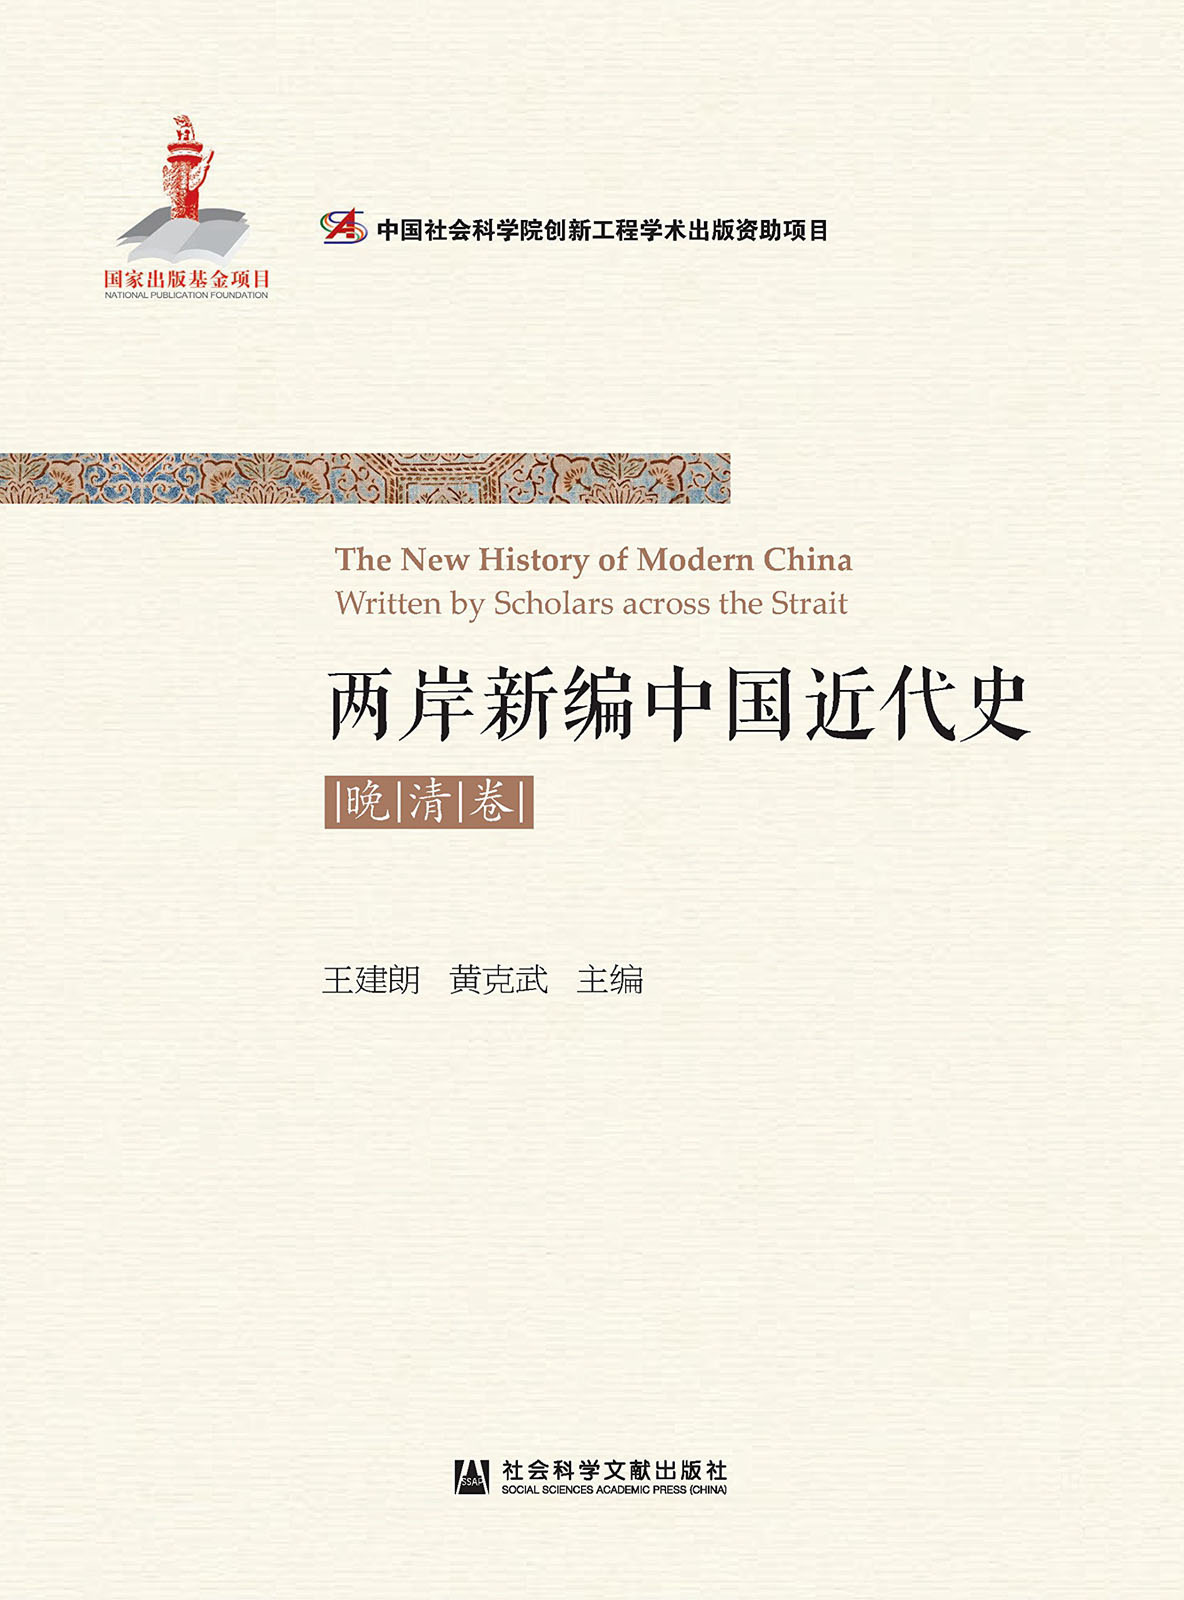 国家出版基金项目
NATIONAL PUBLICATION FOUNDATION
中国社会科学院创新工程学术出版资助项目
The New History of Modern China
Written by Scholars across the Strait
两岸新编中国近代史
晚清卷
王建朗 黄克武 主编
SSAP
社会科学文献出版社
SOCIAL SCIENCES ACADEMIC PRESS (CHINA)